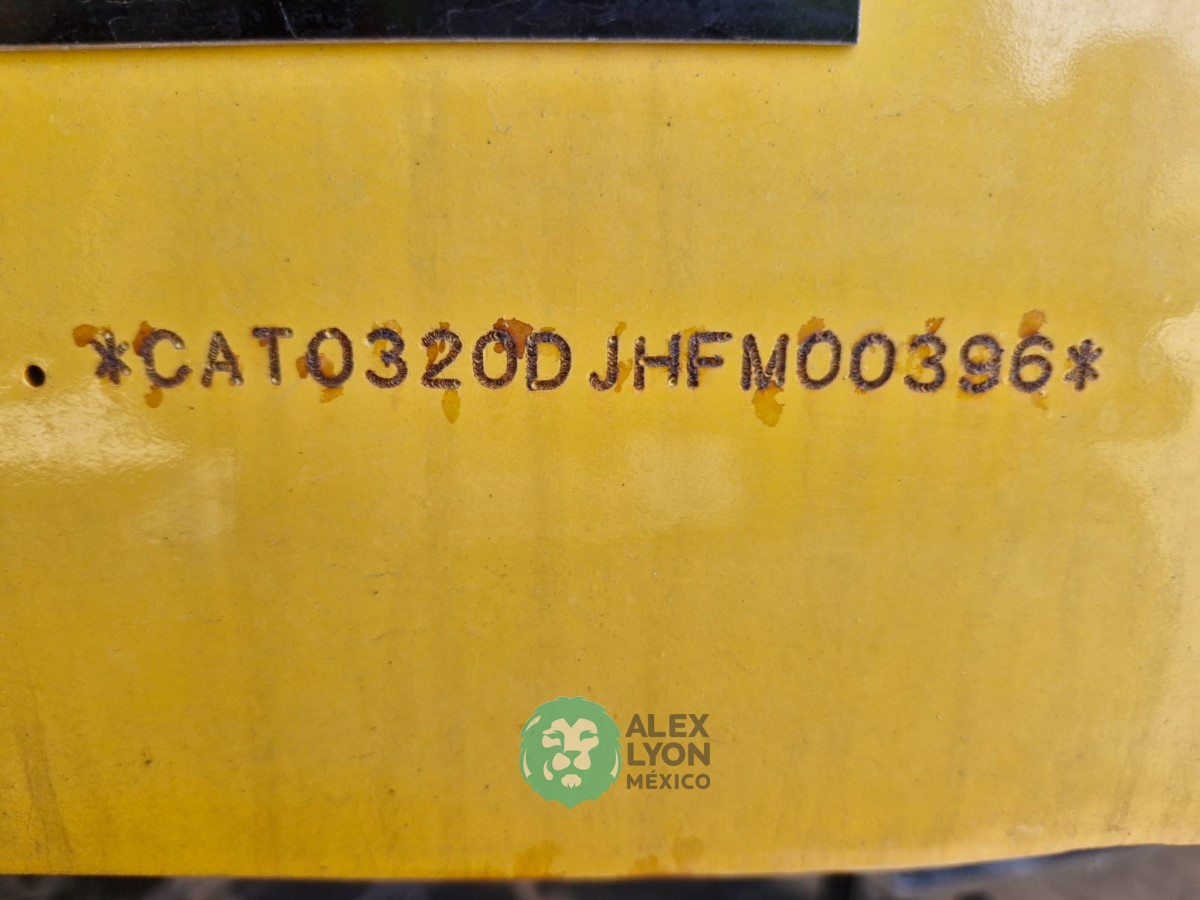 *CAT0320DJHFM00396*
ALEX
LYON
MÉXICO